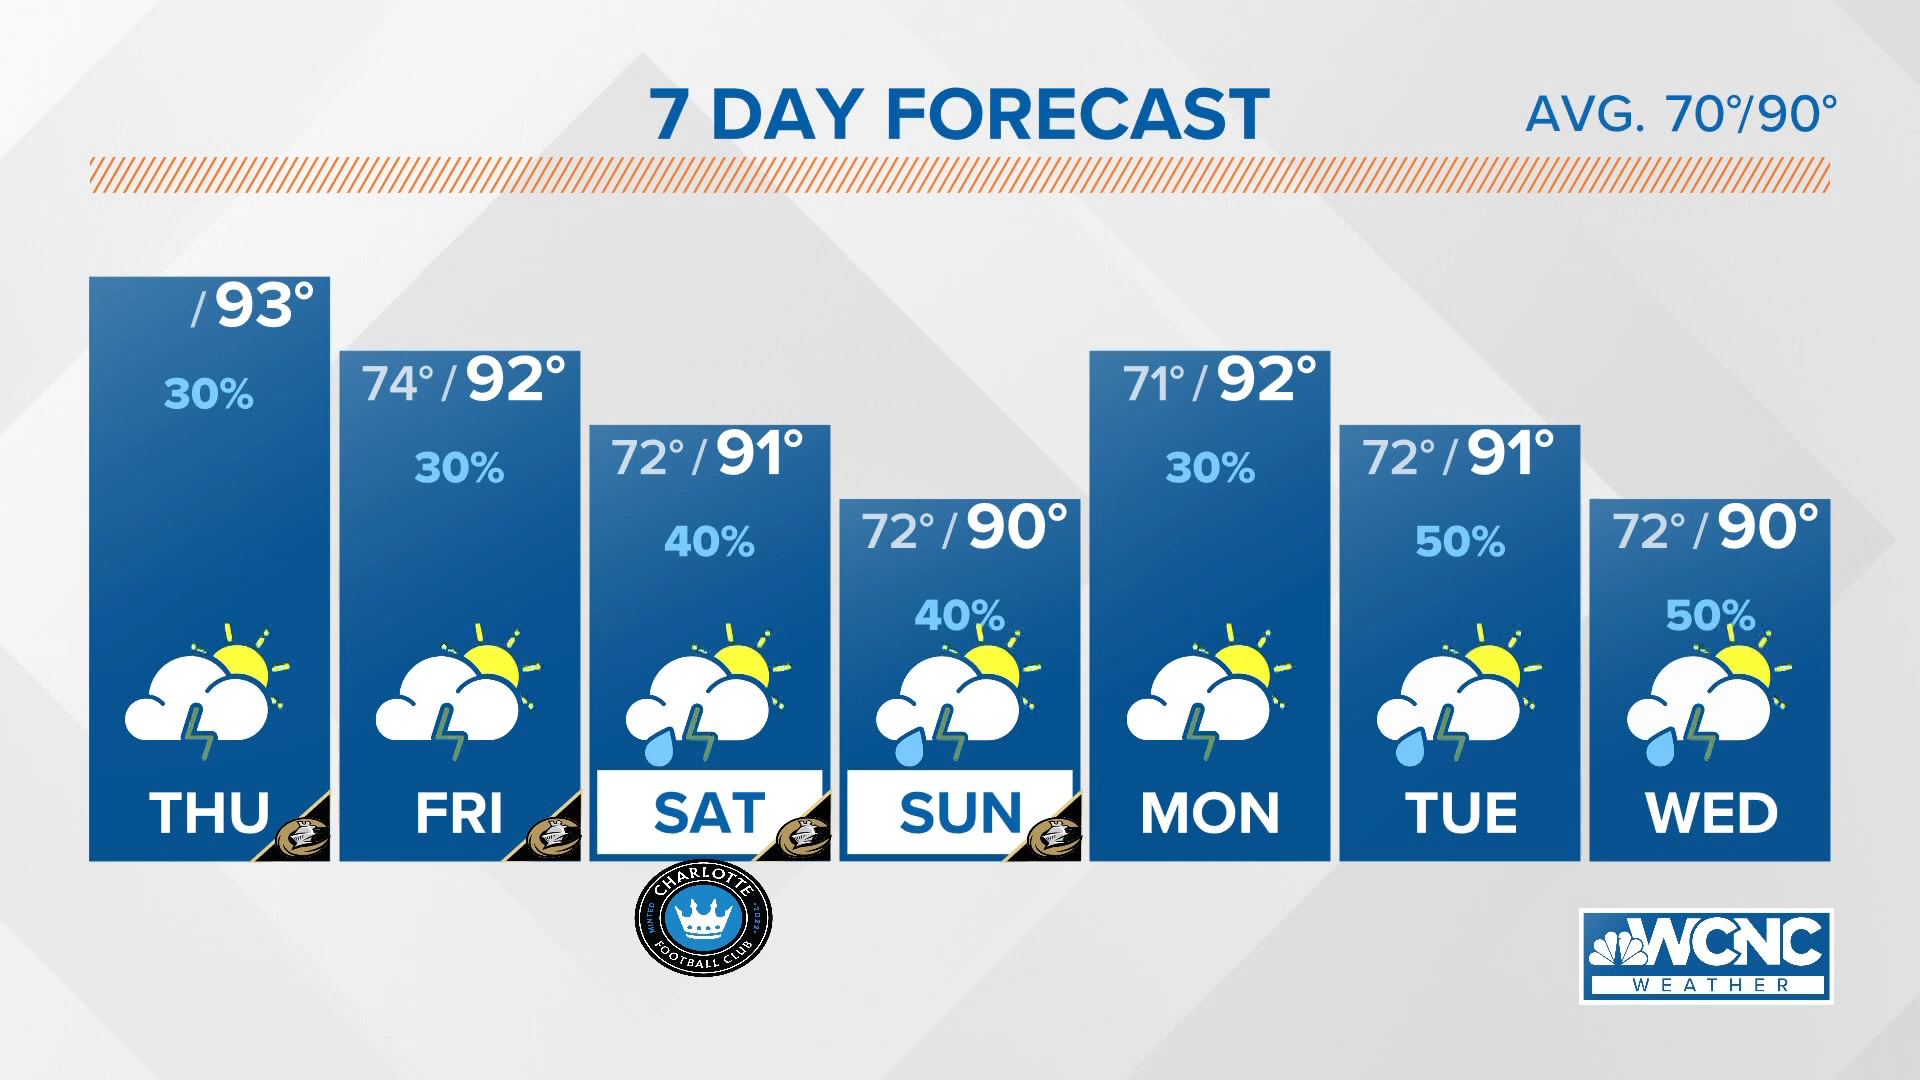 7 DAY FORECAST
AVG. 70°/90°
/ 93°
30%
THU
74° / 92°
30%
FRI
72° / 91°
40%
SAT
72° / 90°
40%
SUN
71° / 92°
30%
MON
72° / 91°
50%
TUE
72° / 90°
50%
WED
CHARLOTTE
MINTED
2022
FOOTBALL CLUB
WCNC
WEATHER